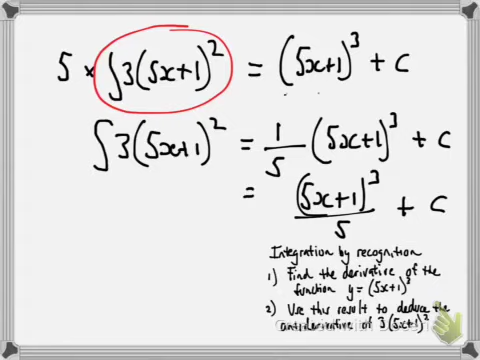 5 × ∫3(5x+1)² = (5x+1)³ + C
∫3(5x+1)² = 1/5 (5x+1)³ + C
= (5x+1)³/5 + C
Integration by recognition
1) Find the derivative of the
function y = (5x+1)³
2) Use this result to deduce the
antiderivative of 3(5x+1)²